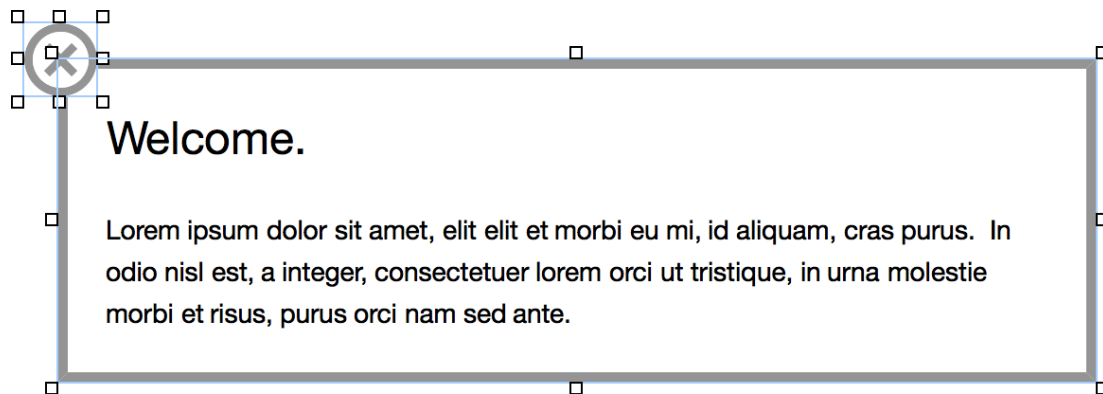 Welcome.
Lorem ipsum dolor sit amet, elit elit et morbi eu mi, id aliquam, cras purus.  In
odio nisl est, a integer, consectetuer lorem orci ut tristique, in urna molestie
morbi et risus, purus orci nam sed ante.